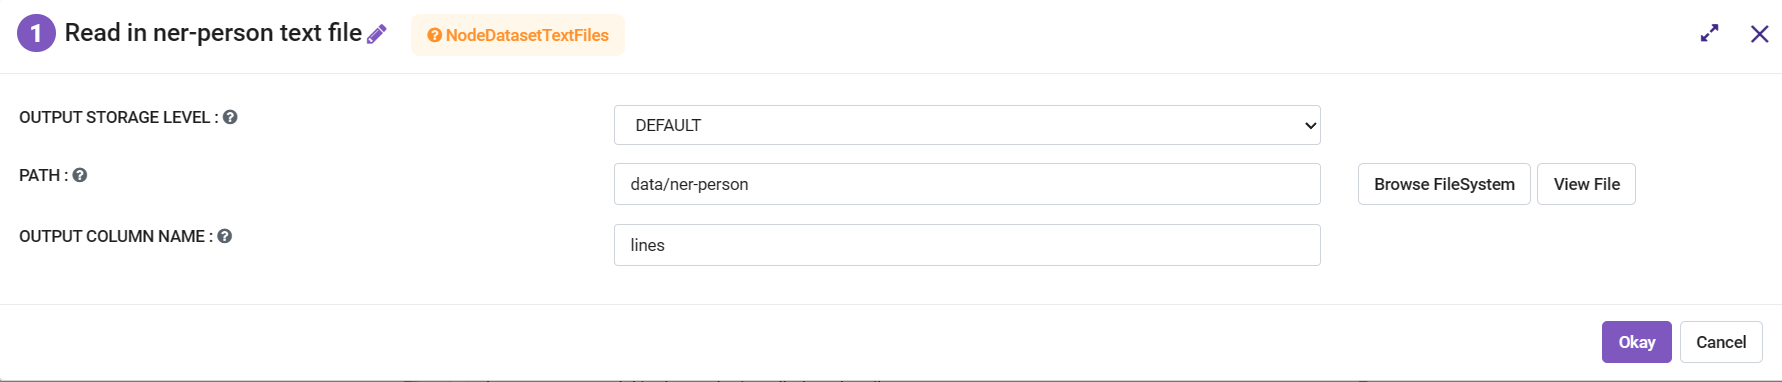 1 Read in ner-person text file NodeDatasetTextFiles
OUTPUT STORAGE LEVEL : DEFAULT
PATH : data/ner-person Browse FileSystem View File
OUTPUT COLUMN NAME : lines
Okay Cancel